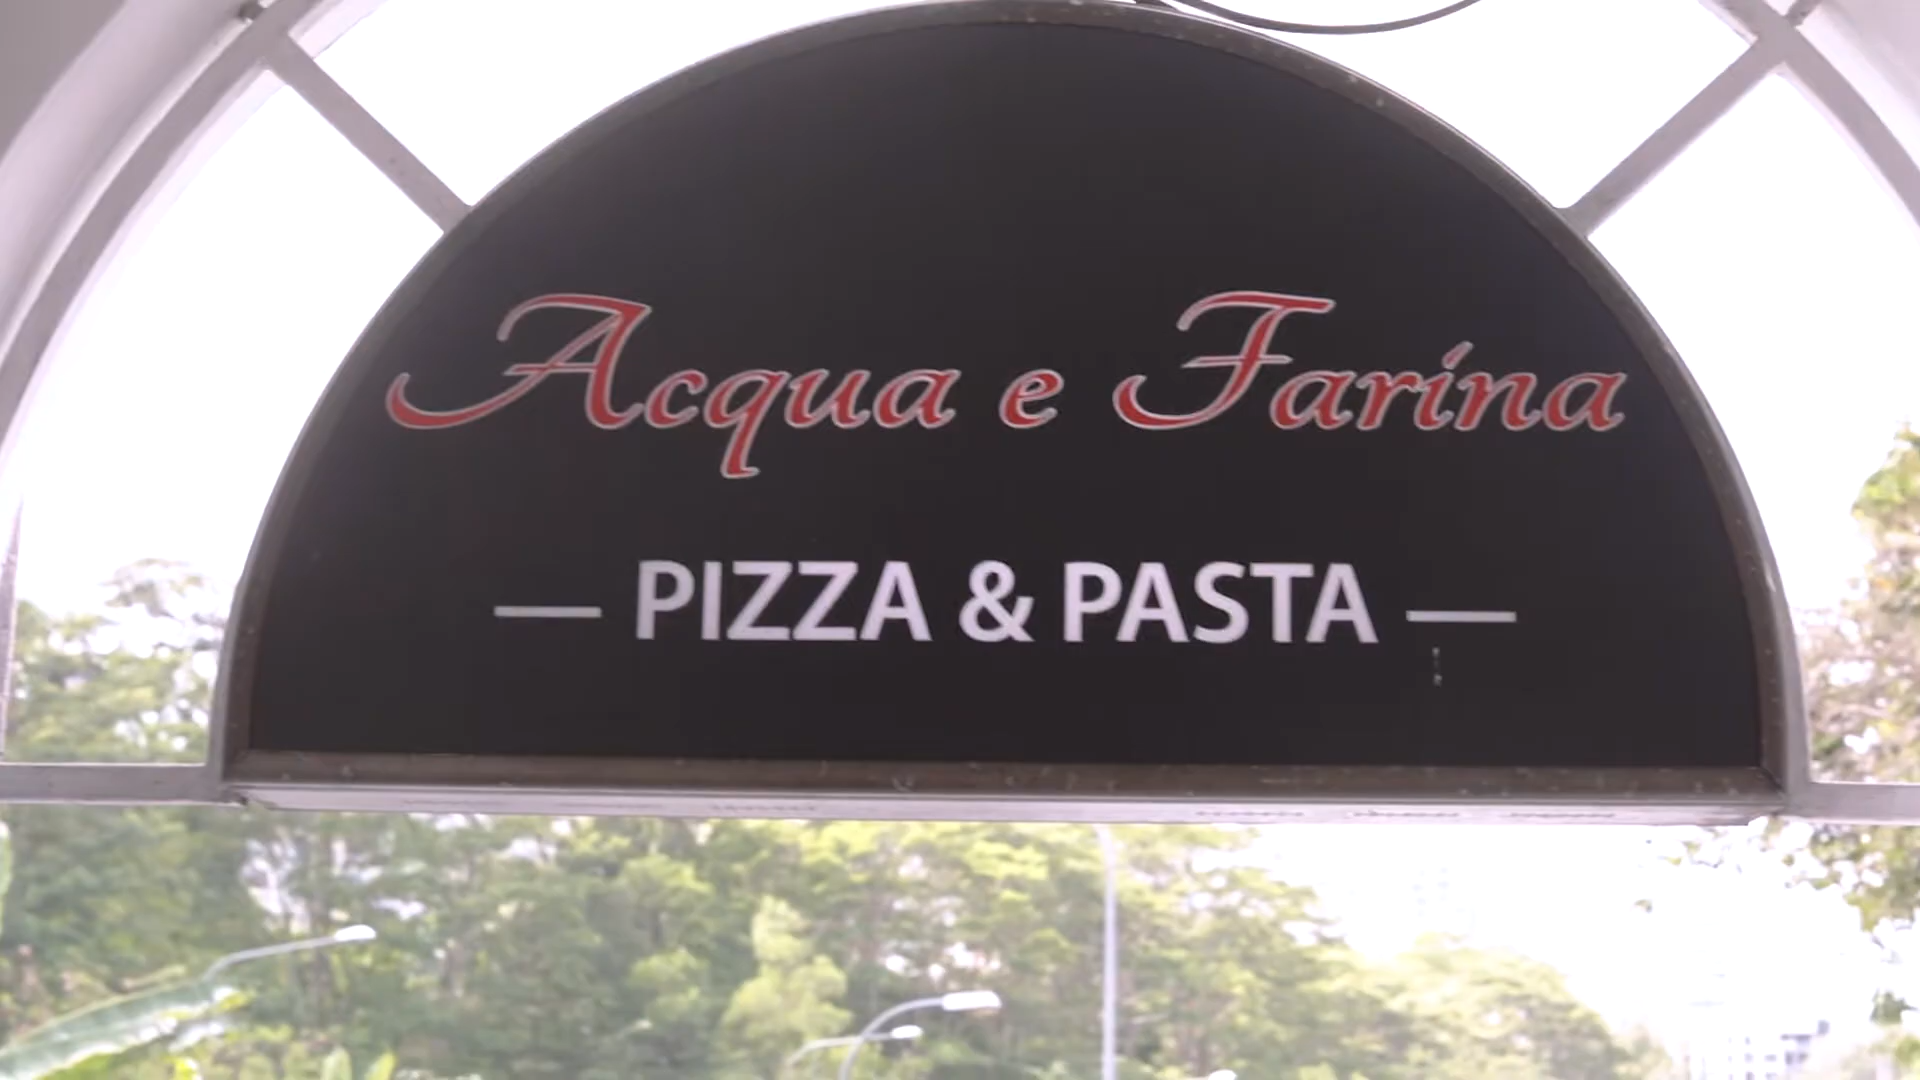 Acqua e Farina
— PIZZA & PASTA —